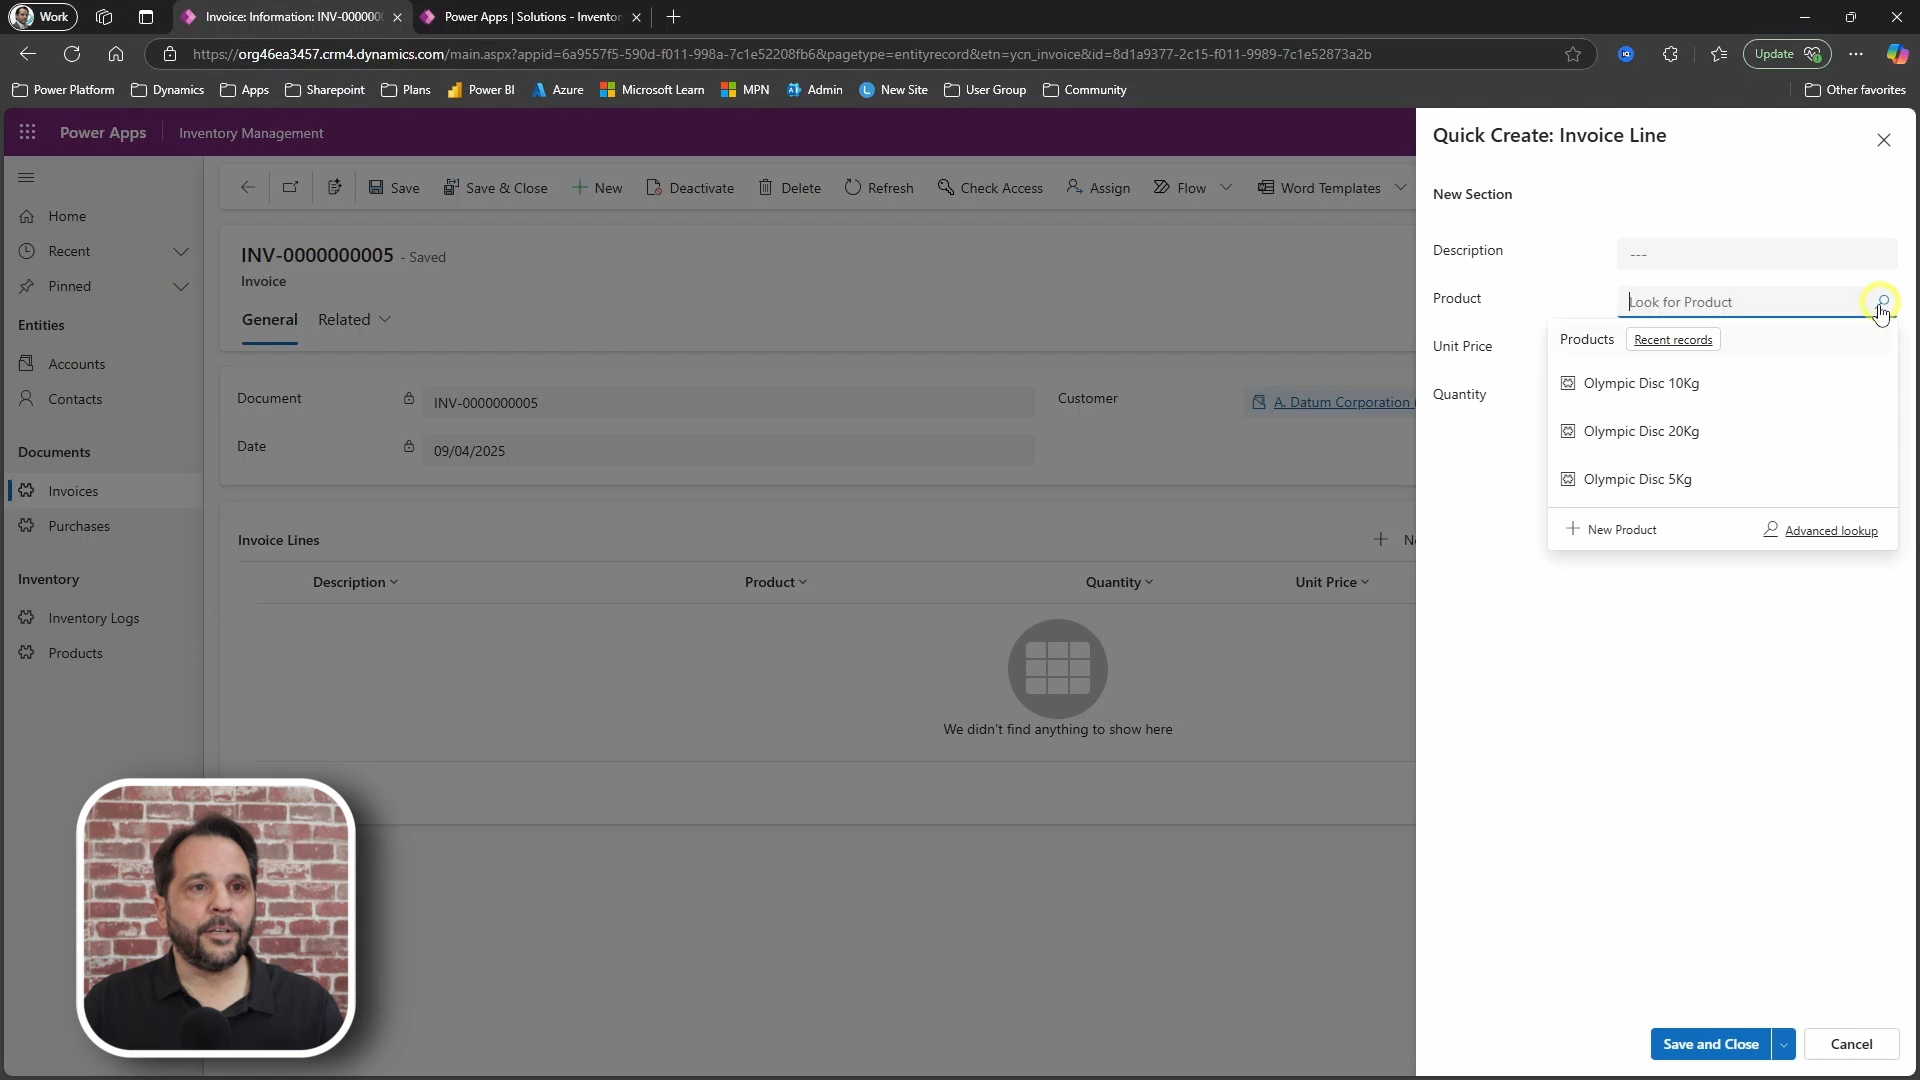 Work
Invoice: Information: INV-000000
Power Apps | Solutions - Invento
https://org46ea3457.crm4.dynamics.com/main.aspx?appid=6a9557f5-590d-f011-998a-7c1e52208fb6&pagetype=entityrecord&etn=ycn_invoice&id=8d1a9377-2c15-f011-9989-7c1e52873a2b
Update
Power Platform
Dynamics
Apps
Sharepoint
Plans
Power BI
Azure
Microsoft Learn
MPN
Admin
New Site
User Group
Community
Other favorites
Power Apps
Inventory Management
Home
Recent
Pinned
Entities
Accounts
Contacts
Documents
Invoices
Purchases
Inventory
Inventory Logs
Products
Save
Save & Close
New
Deactivate
Delete
Refresh
Check Access
Assign
Flow
Word Templates
INV-0000000005 - Saved
Invoice
General
Related
Document
INV-0000000005
Customer
A. Datum Corporation (
Date
09/04/2025
Invoice Lines
Ne
Description
Product
Quantity
Unit Price
We didn't find anything to show here
Quick Create: Invoice Line
New Section
Description
---
Product
Look for Product
Unit Price
Quantity
Products
Recent records
Olympic Disc 10Kg
Olympic Disc 20Kg
Olympic Disc 5Kg
New Product
Advanced lookup
Save and Close
Cancel